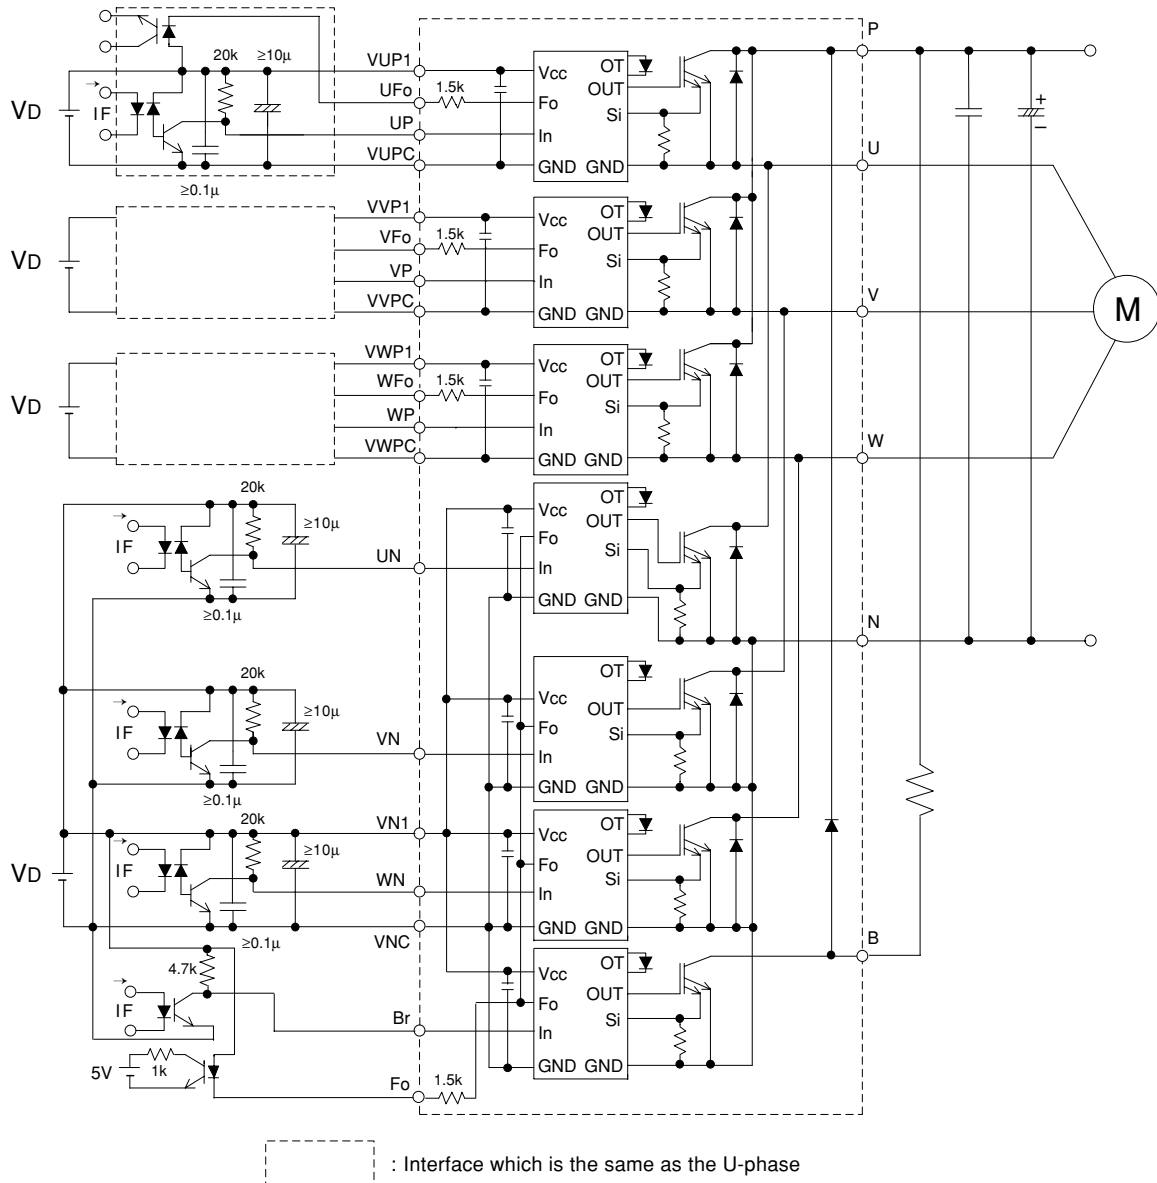 P
20k ≥10µ
VUP1
Vcc OT
UFo 1.5k
OUT
VD
IF
Fo
UP
Si
In
+
–
VUPC
GND GND
U
≥0.1µ
VVP1
Vcc OT
VFo 1.5k
OUT
VD
Fo
VP
Si
In
VVPC
GND GND
V
M
VWP1
Vcc OT
WFo 1.5k
OUT
VD
Fo
WP
Si
In
VWPC
GND GND
W
20k
≥10µ
IF
Vcc OT
OUT
Fo
Si
UN
In
GND GND
≥0.1µ
N
20k
≥10µ
IF
Vcc OT
OUT
Fo
Si
VN
In
GND GND
≥0.1µ
20k
VN1
≥10µ
VD
IF
Vcc OT
OUT
Fo
Si
WN
In
GND GND
≥0.1µ
VNC
B
4.7k
IF
Vcc OT
OUT
Fo
Si
Br
In
GND GND
5V
1k
Fo
1.5k
: Interface which is the same as the U-phase